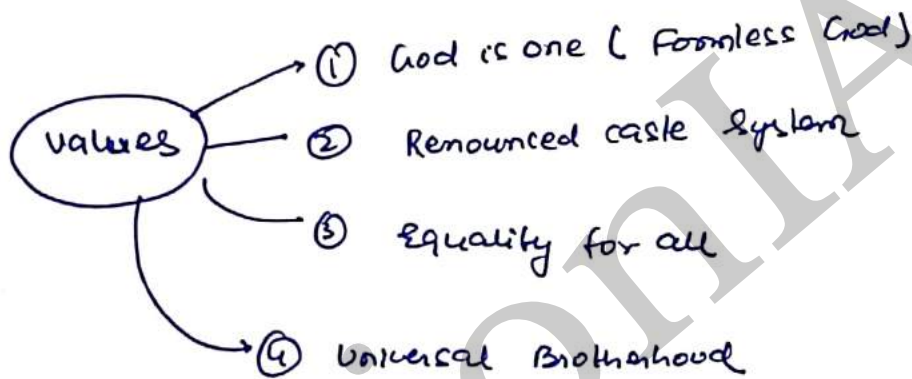 ① God is one ( Formless God)
values
② Renounced caste System
③ Equality for all
④ Universal Brotherhood